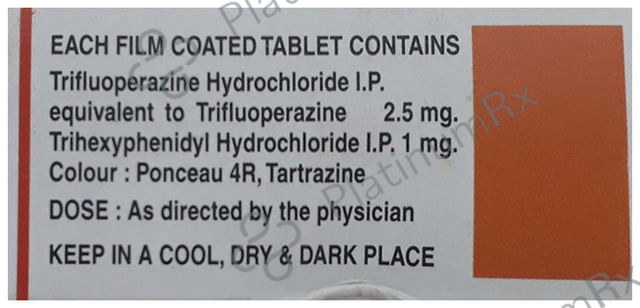 EACH FILM COATED TABLET CONTAINS
Trifluoperazine Hydrochloride I.P.
equivalent to Trifluoperazine 2.5 mg.
Trihexyphenidyl Hydrochloride I.P. 1 mg.
Colour : Ponceau 4R, Tartrazine
DOSE : As directed by the physician
KEEP IN A COOL, DRY & DARK PLACE
PlatinumRx